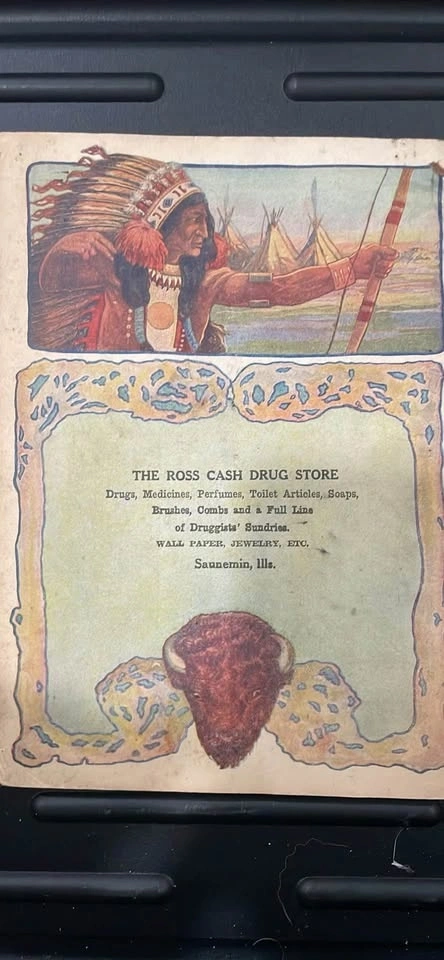 THE ROSS CASH DRUG STORE
Drugs, Medicines, Perfumes, Toilet Articles, Soaps,
Brushes, Combs and a Full Line
of Druggists' Sundries.
WALL PAPER, JEWELRY, ETC.
Saunemin, Ills.